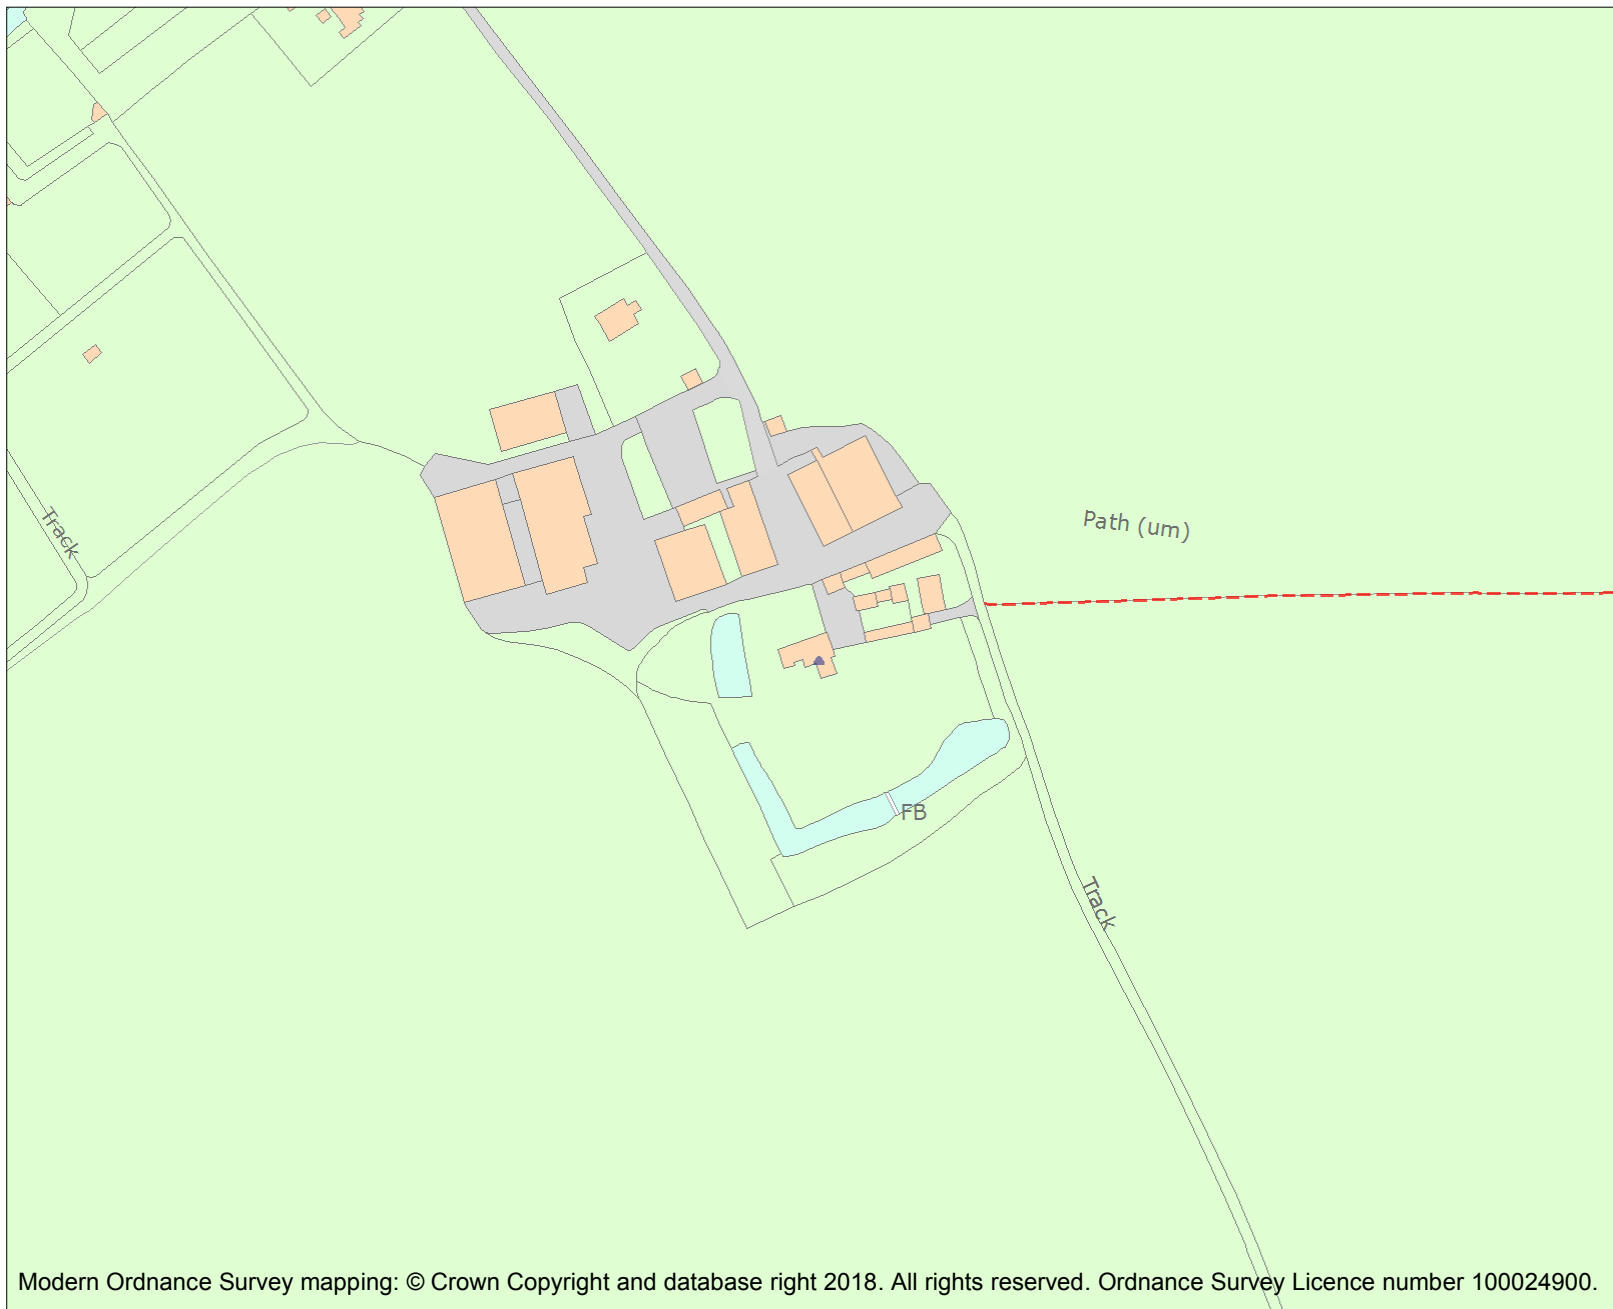 Path (um)
Track
FB
Track
Modern Ordnance Survey mapping: © Crown Copyright and database right 2018. All rights reserved. Ordnance Survey Licence number 100024900.